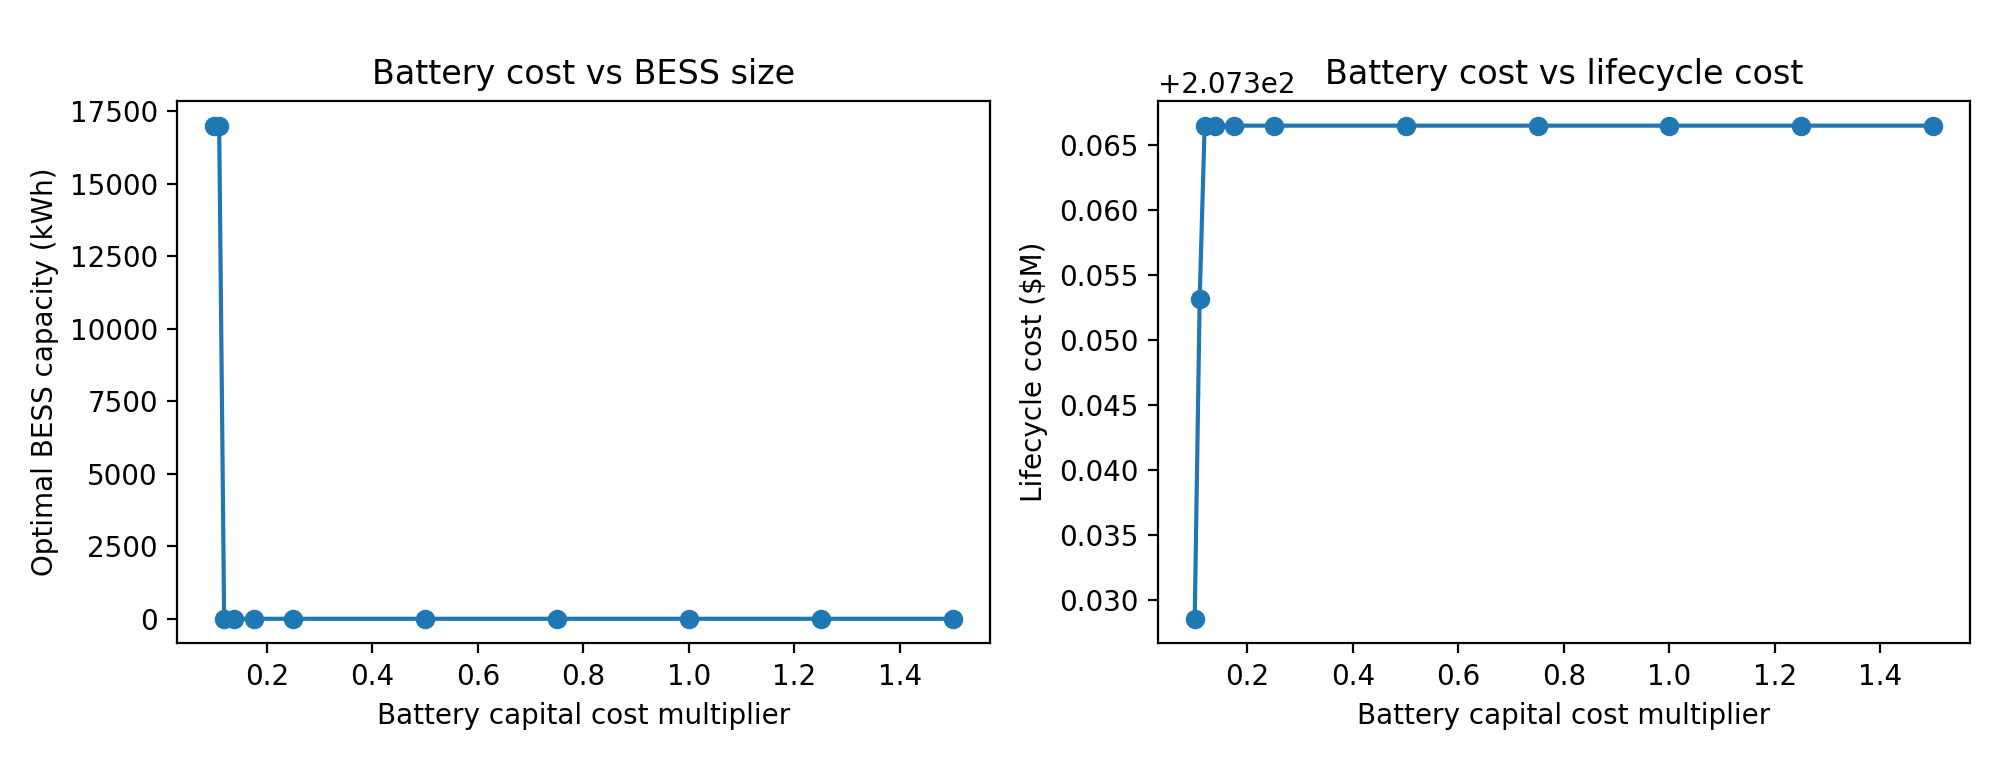 Battery cost vs BESS size
17500
15000
12500
10000
7500
5000
2500
0
Optimal BESS capacity (kWh)
0.2 0.4 0.6 0.8 1.0 1.2 1.4
Battery capital cost multiplier
+2.073e2
Battery cost vs lifecycle cost
0.065
0.060
0.055
0.050
0.045
0.040
0.035
0.030
Lifecycle cost ($M)
0.2 0.4 0.6 0.8 1.0 1.2 1.4
Battery capital cost multiplier